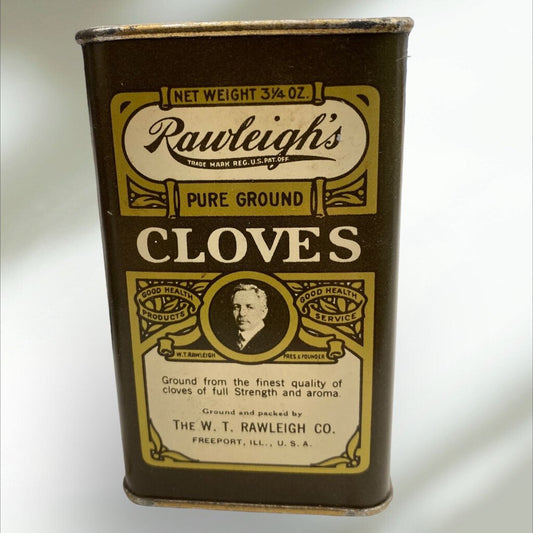 NET WEIGHT 3¼ OZ.
Rawleigh's
TRADE MARK REG. U.S. PAT. OFF.
PURE GROUND
CLOVES
GOOD HEALTH
PRODUCTS
GOOD HEALTH
SERVICE
W. T. RAWLEIGH
PRES. & FOUNDER
Ground from the finest quality of
cloves of full Strength and aroma.
Ground and packed by
THE W. T. RAWLEIGH CO.
FREEPORT, ILL., U. S. A.